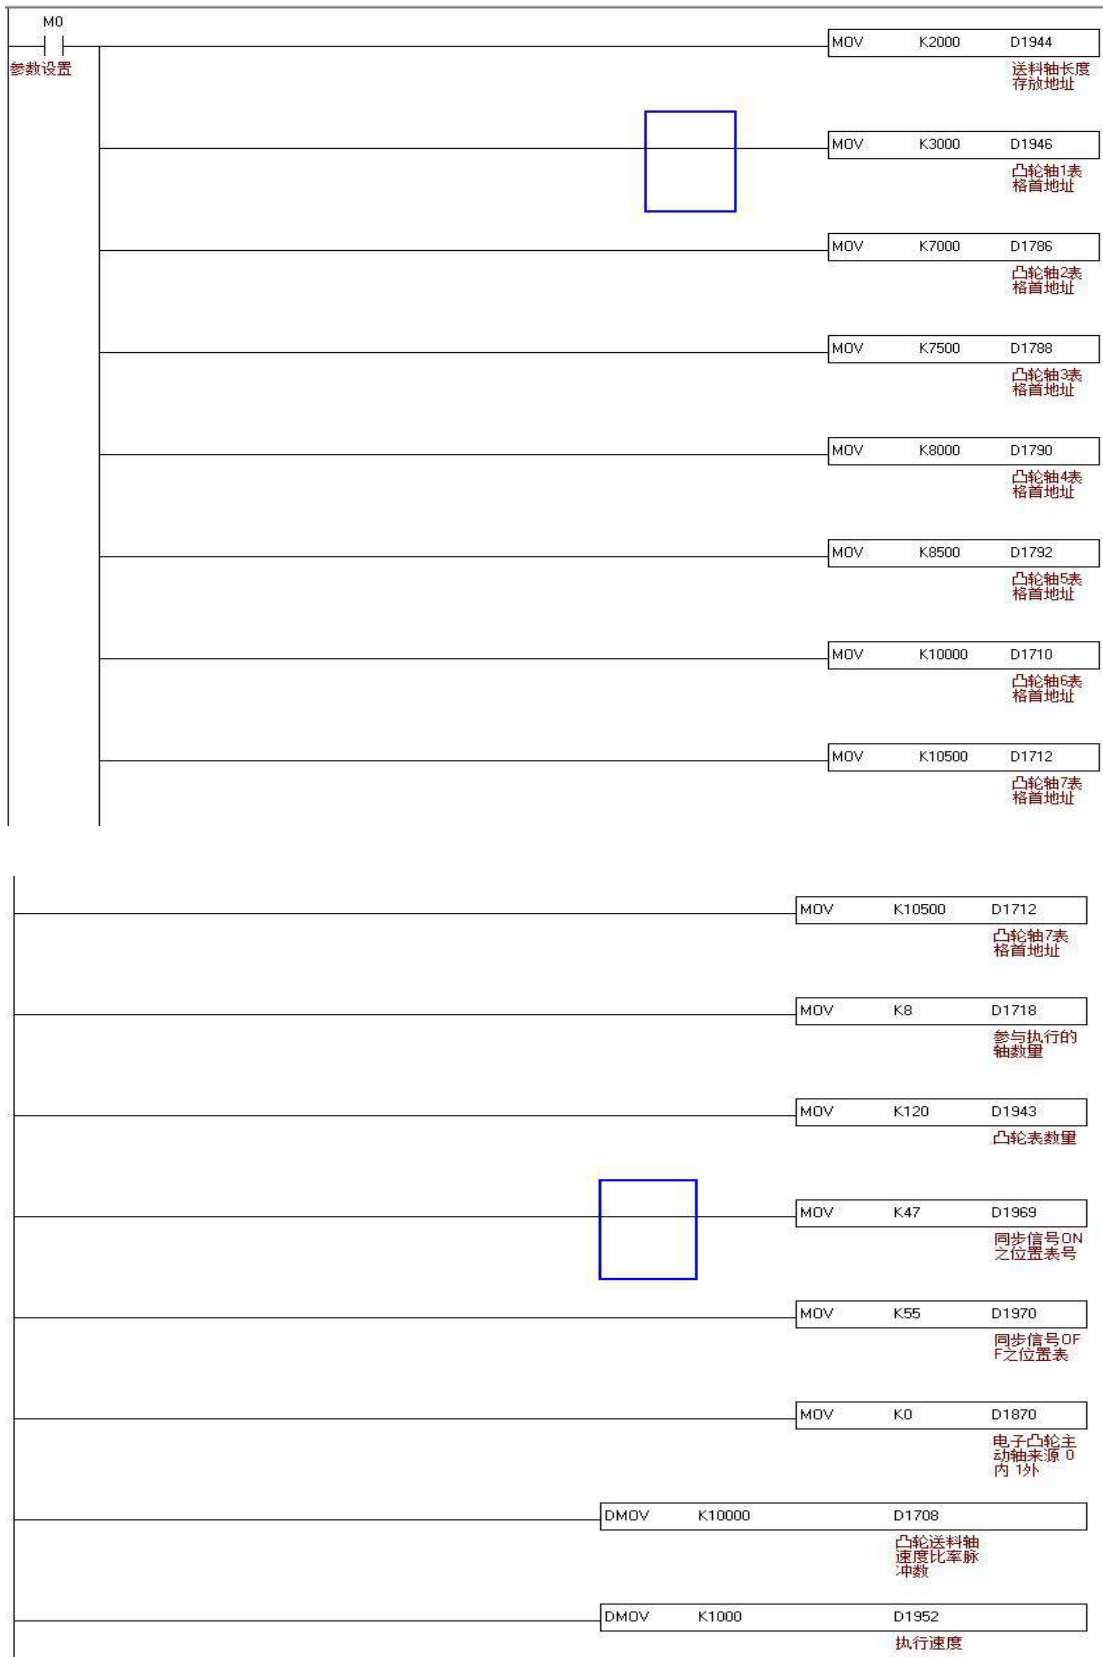 M0
参数设置
MOV K2000 D1944
送料轴长度
存放地址
MOV K3000 D1946
凸轮轴1表
格首地址
MOV K7000 D1786
凸轮轴2表
格首地址
MOV K7500 D1788
凸轮轴3表
格首地址
MOV K8000 D1790
凸轮轴4表
格首地址
MOV K8500 D1792
凸轮轴5表
格首地址
MOV K10000 D1710
凸轮轴6表
格首地址
MOV K10500 D1712
凸轮轴7表
格首地址
MOV K10500 D1712
凸轮轴7表
格首地址
MOV K8 D1718
参与执行的
轴数量
MOV K120 D1943
凸轮表数量
MOV K47 D1969
同步信号ON
之位置表号
MOV K55 D1970
同步信号OF
F之位置表
MOV K0 D1870
电子凸轮主
动轴来源 0
内 1外
DMOV K10000 D1708
凸轮送料轴
速度比率脉
冲数
DMOV K1000 D1952
执行速度